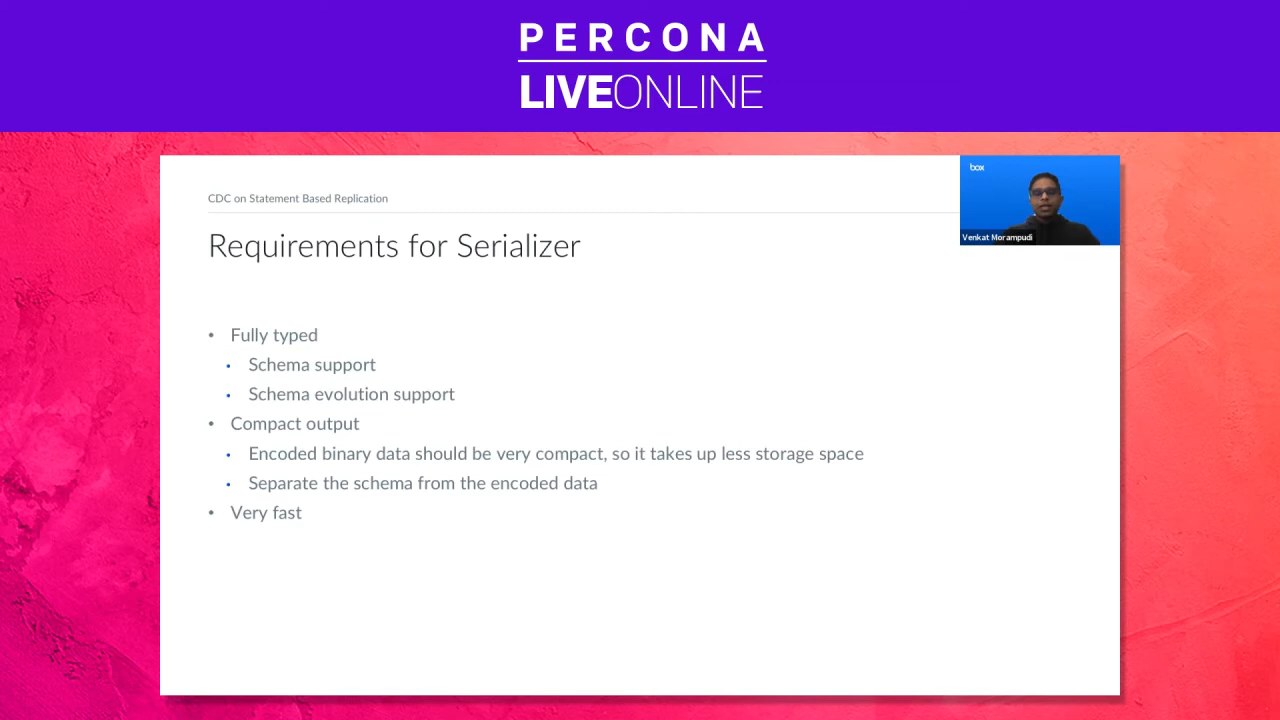 PERCONA
LIVEONLINE
CDC on Statement Based Replication
box
Venkat Morampudi
Requirements for Serializer
• Fully typed
• Schema support
• Schema evolution support
• Compact output
• Encoded binary data should be very compact, so it takes up less storage space
• Separate the schema from the encoded data
• Very fast